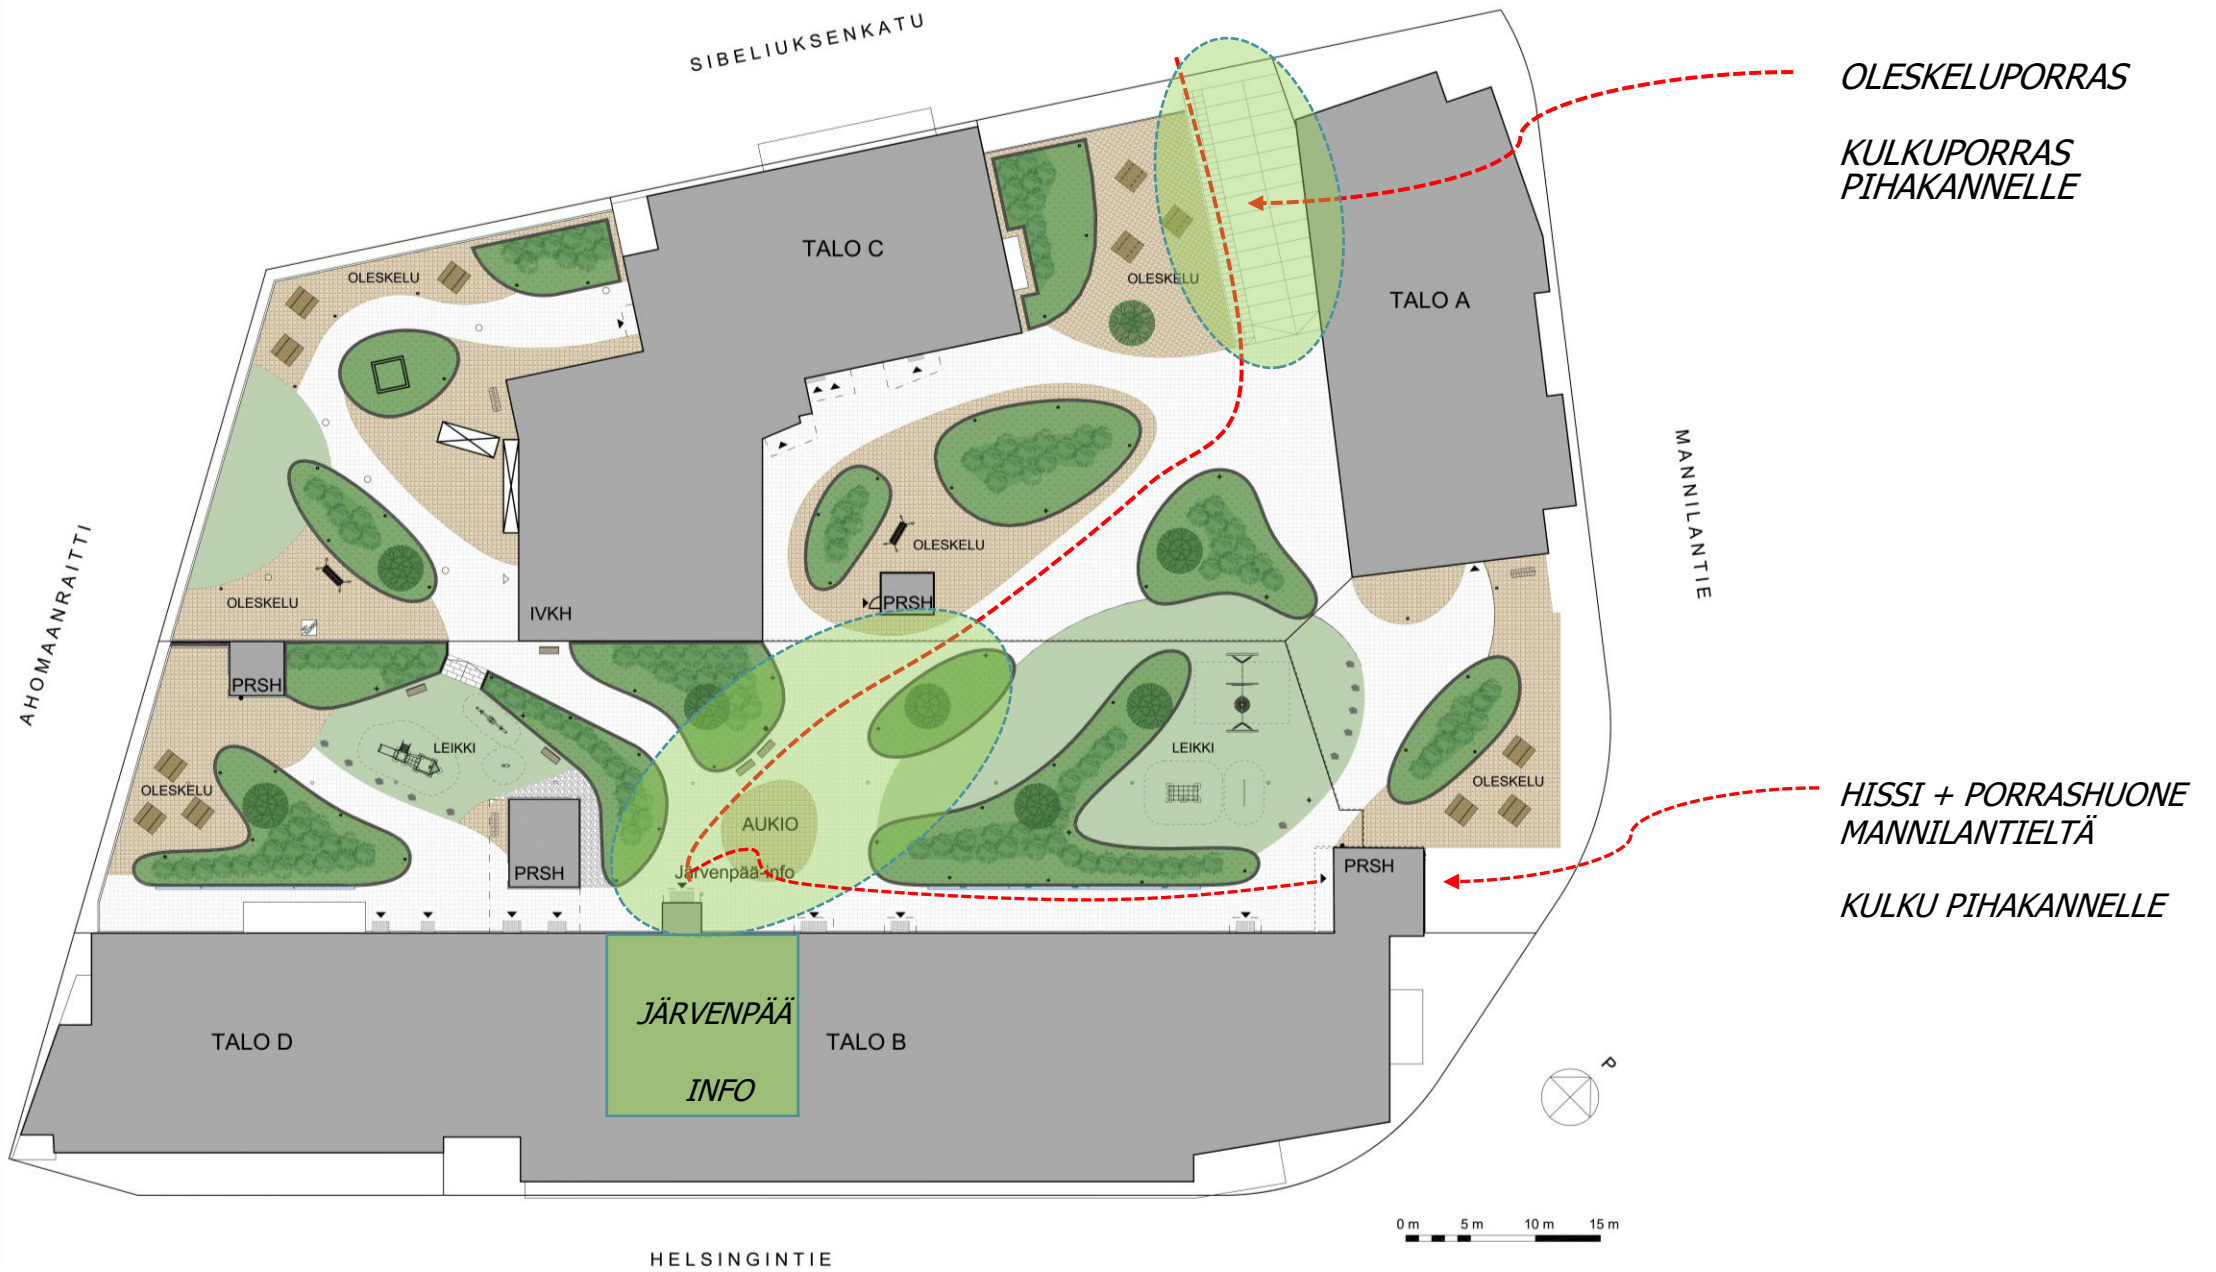 SIBELIUKSENKATU
OLESKELUPORRAS
KULKUPORRAS
PIHAKANNELLE
TALO C
OLESKELU
OLESKELU
TALO A
MANNILANTIE
AHOMAANRAITTI
OLESKELU
OLESKELU
IVKH
PRSH
PRSH
LEIKKI
LEIKKI
OLESKELU
OLESKELU
AUKIO
Järvenpää-info
PRSH
PRSH
HISSI + PORRASHUONE
MANNILANTIELTÄ
KULKU PIHAKANNELLE
JÄRVENPÄÄ
INFO
TALO D
TALO B
P
0 m 5 m 10 m 15 m
HELSINGINTIE